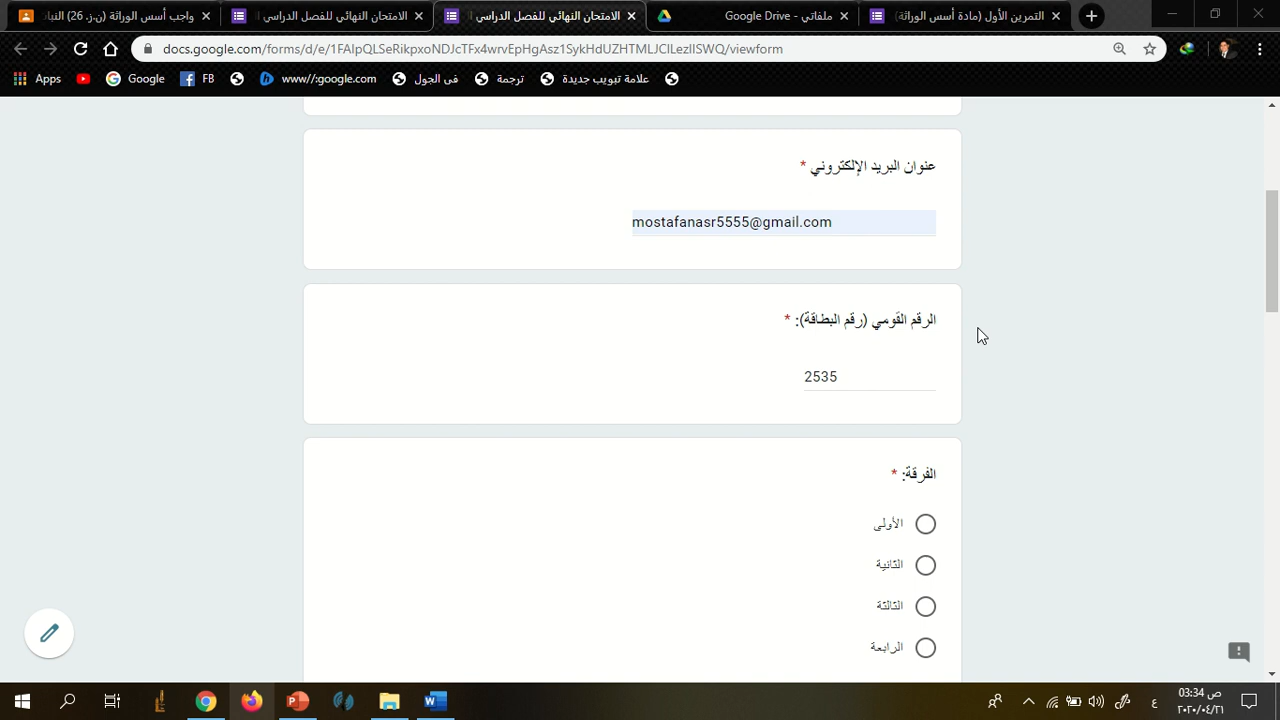 واجب أسس الوراثة (ن.ز. 26) النبا
الامتحان النهائي للفصل الدراسي ا
الامتحان النهائي للفصل الدراسي ا
ملفاتي - Google Drive
التمرين الأول (مادة أسس الوراثة)
docs.google.com/forms/d/e/1FAIpQLSeRikpxoNDJcTFx4wrvEpHgAsz1SykHdUZHTMLJClLezIlSWQ/viewform
Apps Google FB www//:google.com فى الجول ترجمة علامة تبويب جديدة
عنوان البريد الإلكتروني *
mostafanasr5555@gmail.com
الرقم القومي (رقم البطاقة): *
2535
الفرقة: *
الأولى
الثانية
الثالثة
الرابعة
ع
03:34 ص
٢٠٢٠/٠٤/٢١